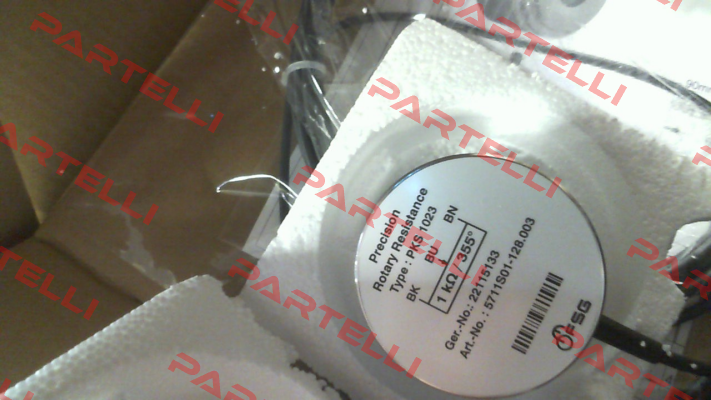 Precision
Rotary Resistance
Type : PKS 1023
BK BU BN
1 kΩ/355°
Ger.-No.: 22115133
Art.-No. : 5711S01-128.003
FSG
PARTELLI
PARTELLI
PARTELLI
PARTELLI
PARTELLI
PARTELLI
PARTELLI
PARTELLI
PARTELLI